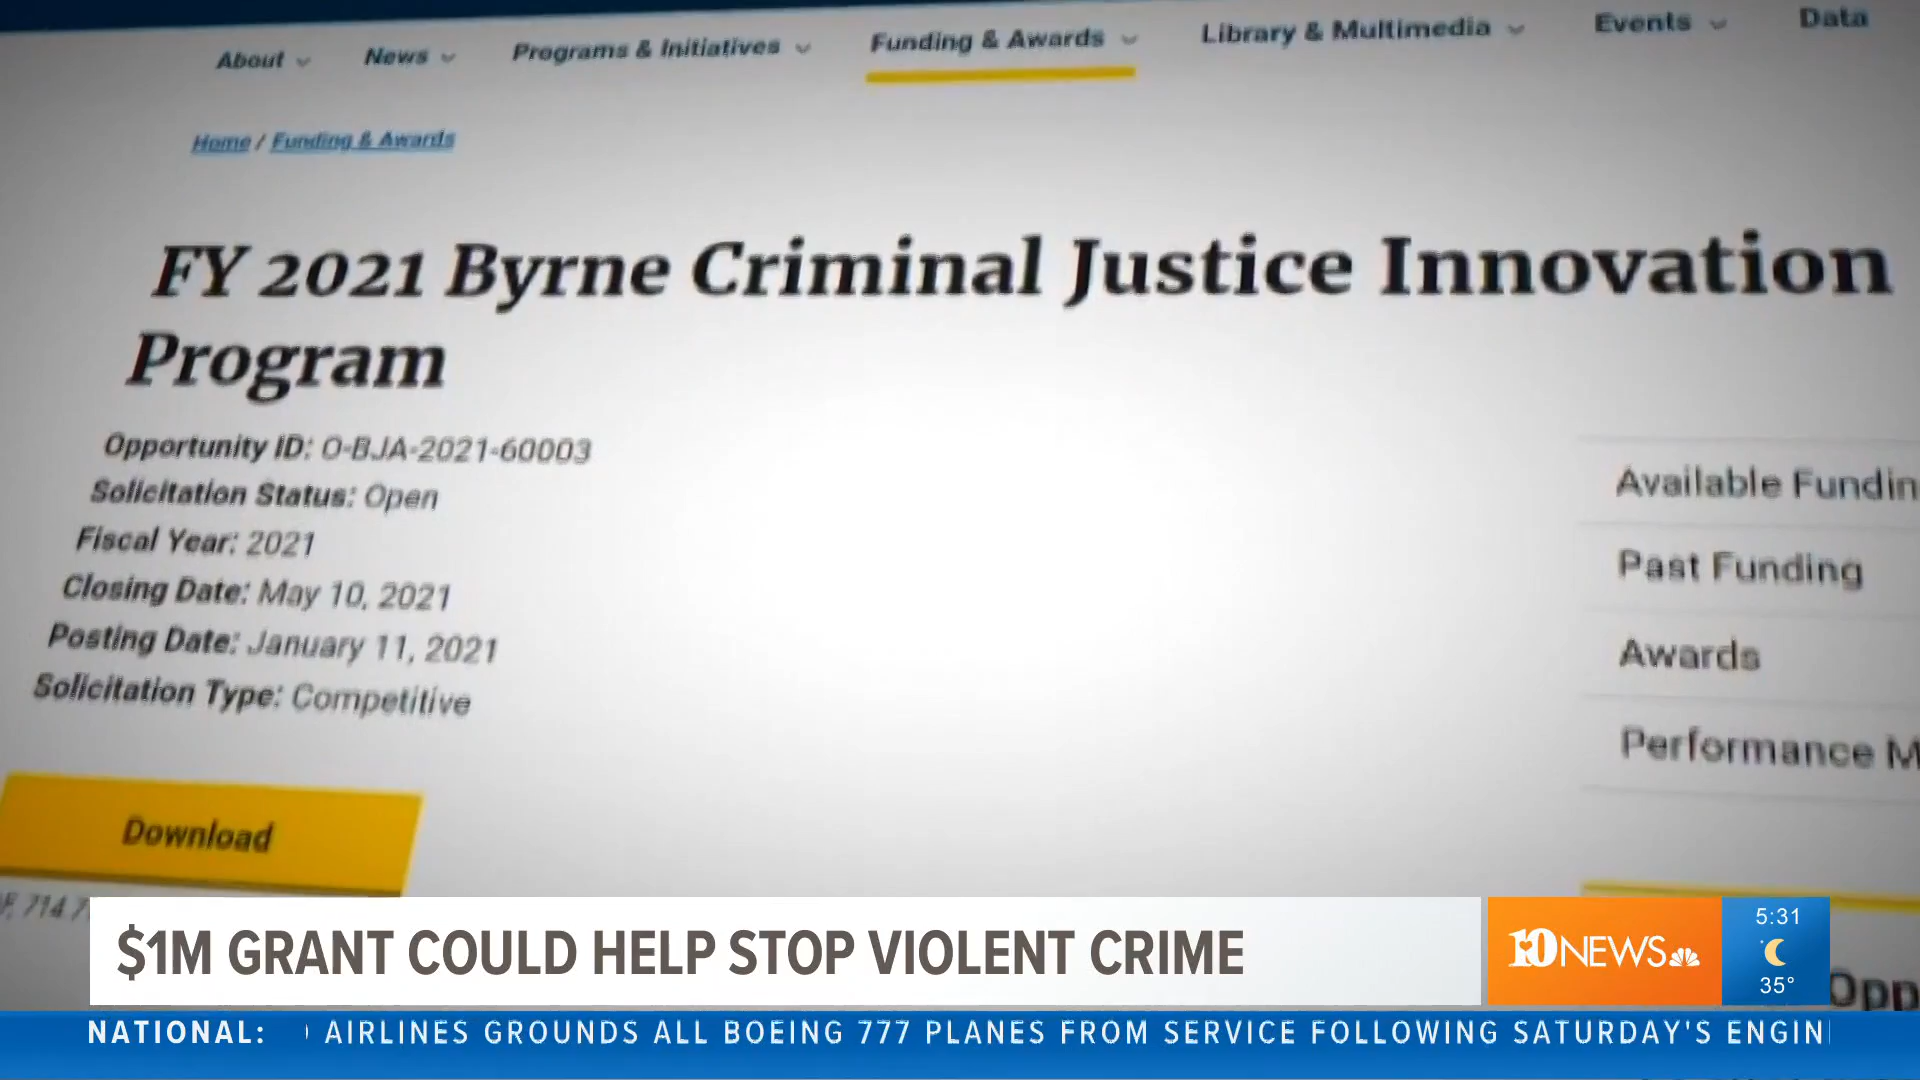 About News Programs & Initiatives Funding & Awards Library & Multimedia Events Data
Home / Funding & Awards
FY 2021 Byrne Criminal Justice Innovation
Program
Opportunity ID: O-BJA-2021-60003
Solicitation Status: Open
Fiscal Year: 2021
Closing Date: May 10, 2021
Posting Date: January 11, 2021
Solicitation Type: Competitive
Available Fundin
Past Funding
Awards
Performance M
Download
$1M GRANT COULD HELP STOP VIOLENT CRIME
10NEWS
5:31
35°
Opp
NATIONAL: AIRLINES GROUNDS ALL BOEING 777 PLANES FROM SERVICE FOLLOWING SATURDAY'S ENGIN